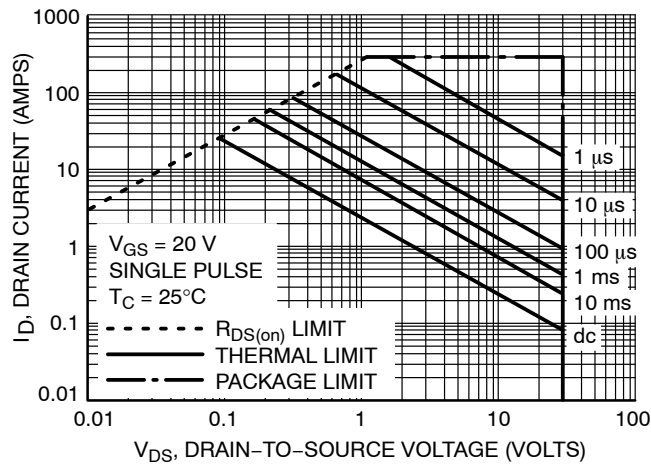 1000
100
10
1
0.1
0.01
I_D, DRAIN CURRENT (AMPS)
1 μs
10 μs
100 μs
1 ms
10 ms
dc
V_GS = 20 V
SINGLE PULSE
T_C = 25°C
R_DS(on) LIMIT
THERMAL LIMIT
PACKAGE LIMIT
0.01
0.1
1
10
100
V_DS, DRAIN−TO−SOURCE VOLTAGE (VOLTS)